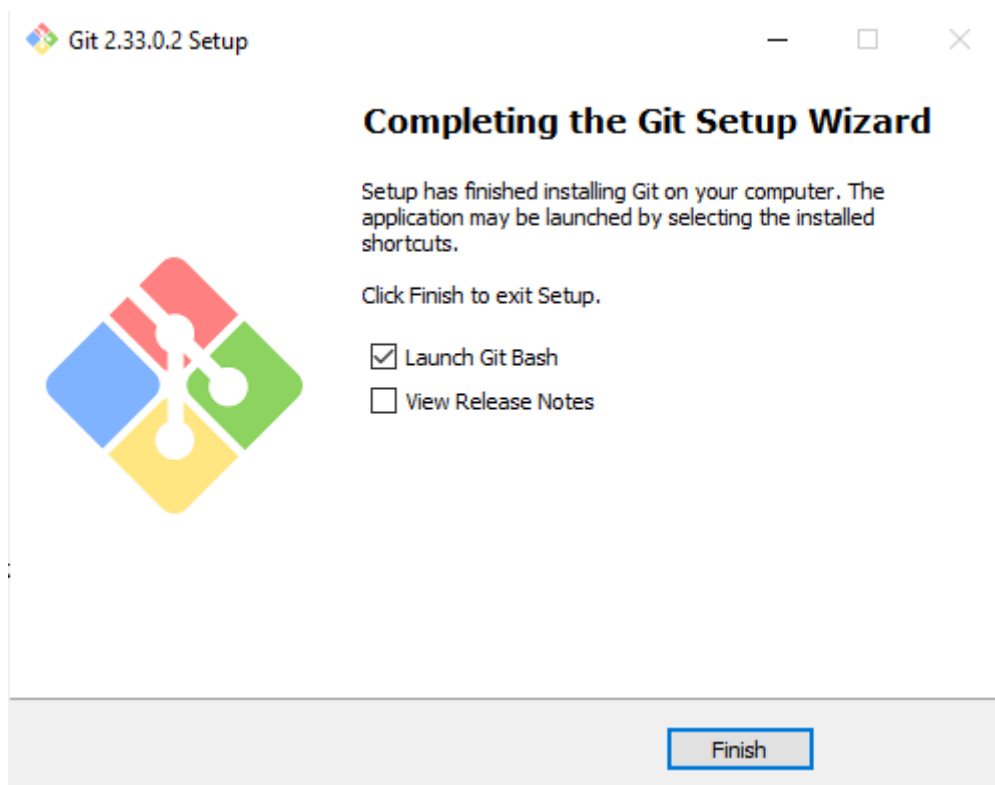 Git 2.33.0.2 Setup
Completing the Git Setup Wizard
Setup has finished installing Git on your computer. The
application may be launched by selecting the installed
shortcuts.
Click Finish to exit Setup.
Launch Git Bash
View Release Notes
Finish